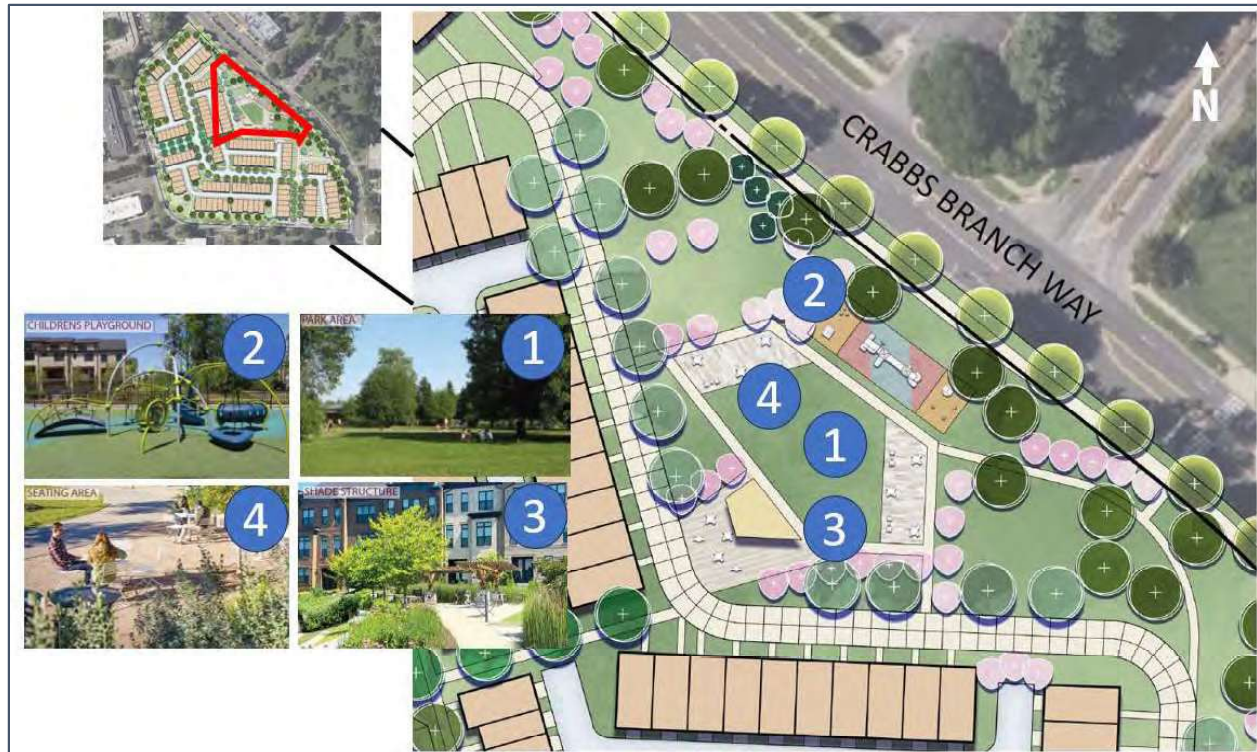 N
CRABBS BRANCH WAY
2
4
1
3
CHILDRENS PLAYGROUND
2
PARK AREA
1
SEATING AREA
4
SHADE STRUCTURE
3